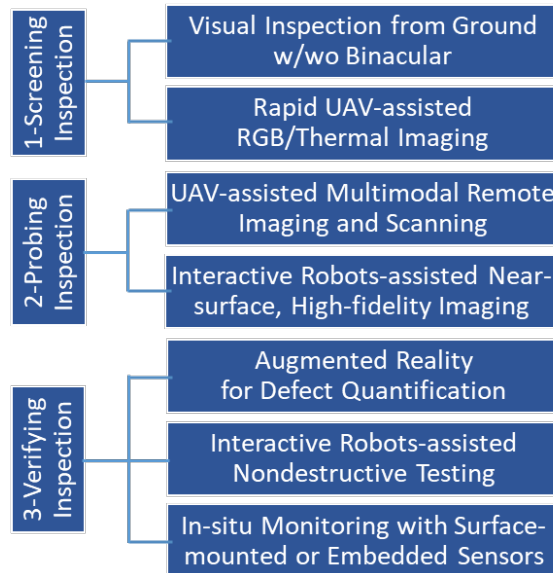 1-Screening
Inspection
Visual Inspection from Ground
w/wo Binacular
Rapid UAV-assisted
RGB/Thermal Imaging
2-Probing
Inspection
UAV-assisted Multimodal Remote
Imaging and Scanning
Interactive Robots-assisted Near-
surface, High-fidelity Imaging
3-Verifying
Inspection
Augmented Reality
for Defect Quantification
Interactive Robots-assisted
Nondestructive Testing
In-situ Monitoring with Surface-
mounted or Embedded Sensors